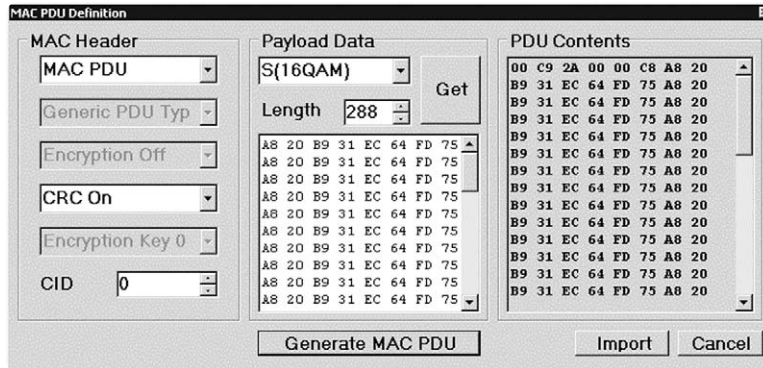 MAC PDU Definition
MAC Header
MAC PDU
Generic PDU Typ
Encryption Off
CRC On
Encryption Key 0
CID 0
Payload Data
S(16QAM)
Get
Length 288
A8 20 B9 31 EC 64 FD 75
A8 20 B9 31 EC 64 FD 75
A8 20 B9 31 EC 64 FD 75
A8 20 B9 31 EC 64 FD 75
A8 20 B9 31 EC 64 FD 75
A8 20 B9 31 EC 64 FD 75
A8 20 B9 31 EC 64 FD 75
A8 20 B9 31 EC 64 FD 75
A8 20 B9 31 EC 64 FD 75
A8 20 B9 31 EC 64 FD 75
PDU Contents
00 C9 2A 00 00 C8 A8 20
B9 31 EC 64 FD 75 A8 20
B9 31 EC 64 FD 75 A8 20
B9 31 EC 64 FD 75 A8 20
B9 31 EC 64 FD 75 A8 20
B9 31 EC 64 FD 75 A8 20
B9 31 EC 64 FD 75 A8 20
B9 31 EC 64 FD 75 A8 20
B9 31 EC 64 FD 75 A8 20
B9 31 EC 64 FD 75 A8 20
B9 31 EC 64 FD 75 A8 20
B9 31 EC 64 FD 75 A8 20
B9 31 EC 64 FD 75 A8 20
B9 31 EC 64 FD 75 A8 20
Generate MAC PDU
Import
Cancel